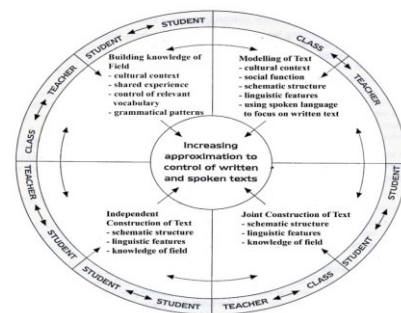 STUDENT
STUDENT
CLASS
TEACHER
TEACHER
CLASS
Building knowledge of
Field
- cultural context
- shared experience
- control of relevant
vocabulary
- grammatical patterns
Modelling of Text
- cultural context
- social function
- schematic structure
- linguistic features
- using spoken language
to focus on written text
Increasing
approximation to
control of written
and spoken texts
Independent
Construction of Text
- schematic structure
- linguistic features
- knowledge of field
Joint Construction of Text
- schematic structure
- linguistic features
- knowledge of field
TEACHER
STUDENT
STUDENT
STUDENT
TEACHER
CLASS
STUDENT
STUDENT